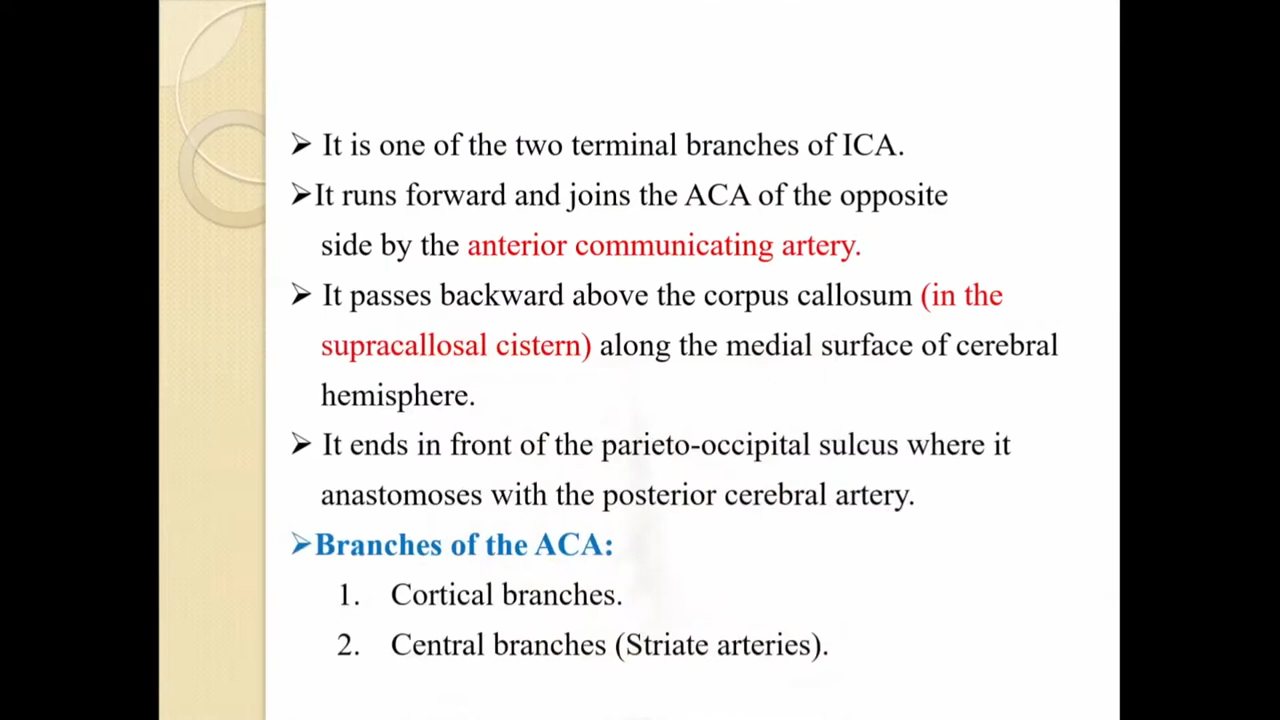 ➢ It is one of the two terminal branches of ICA.
➢It runs forward and joins the ACA of the opposite
side by the anterior communicating artery.
➢ It passes backward above the corpus callosum (in the
supracallosal cistern) along the medial surface of cerebral
hemisphere.
➢ It ends in front of the parieto-occipital sulcus where it
anastomoses with the posterior cerebral artery.
➢Branches of the ACA:
1. Cortical branches.
2. Central branches (Striate arteries).